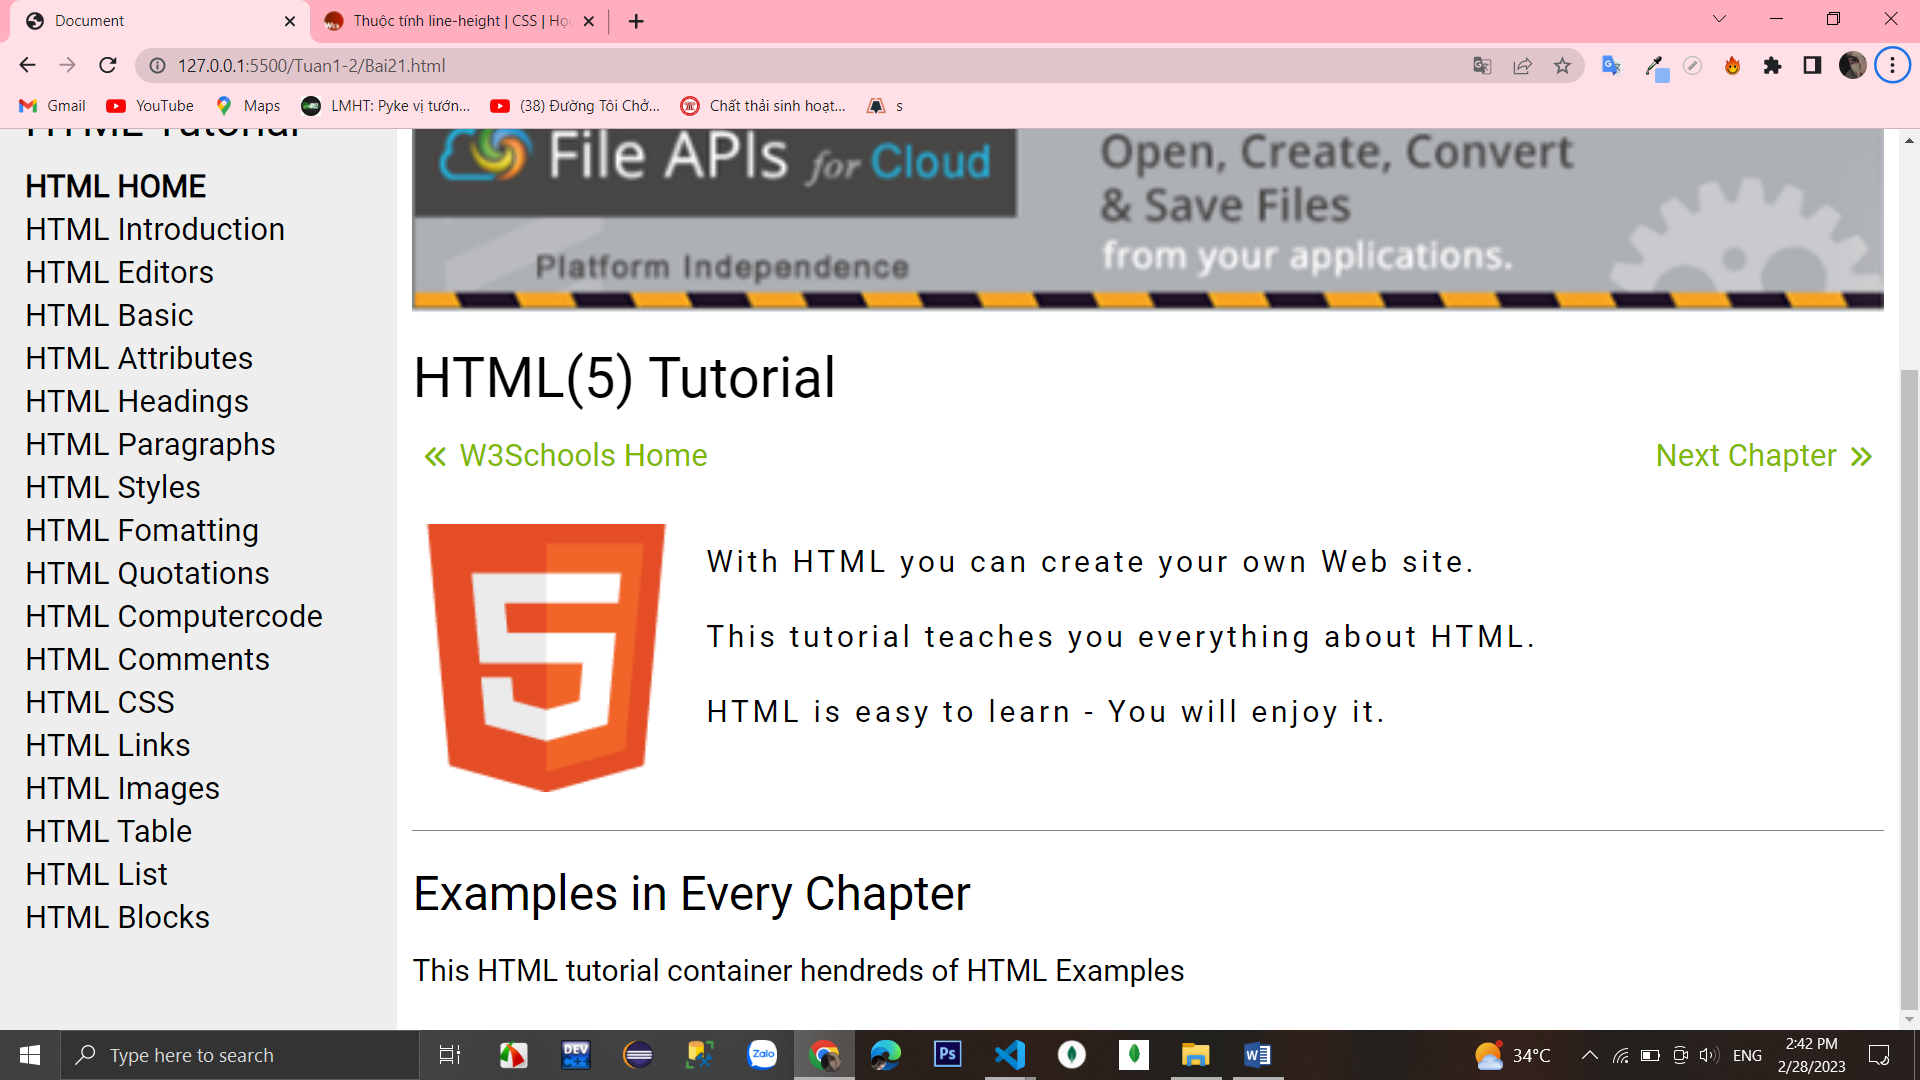 Document
Thuộc tính line-height | CSS | Họ
127.0.0.1:5500/Tuan1-2/Bai21.html
Gmail
YouTube
Maps
LMHT: Pyke vị tướn...
(38) Đường Tôi Chở...
Chất thải sinh hoạt...
s
HTML Tutorial
HTML HOME
HTML Introduction
HTML Editors
HTML Basic
HTML Attributes
HTML Headings
HTML Paragraphs
HTML Styles
HTML Fomatting
HTML Quotations
HTML Computercode
HTML Comments
HTML CSS
HTML Links
HTML Images
HTML Table
HTML List
HTML Blocks
File APIs for Cloud
Platform Independence
Open, Create, Convert
& Save Files
from your applications.
HTML(5) Tutorial
« W3Schools Home
Next Chapter »
With HTML you can create your own Web site.
This tutorial teaches you everything about HTML.
HTML is easy to learn - You will enjoy it.
Examples in Every Chapter
This HTML tutorial container hendreds of HTML Examples
Type here to search
DEV
C++
Zalo
Ps
W
34°C
ENG
2:42 PM
2/28/2023